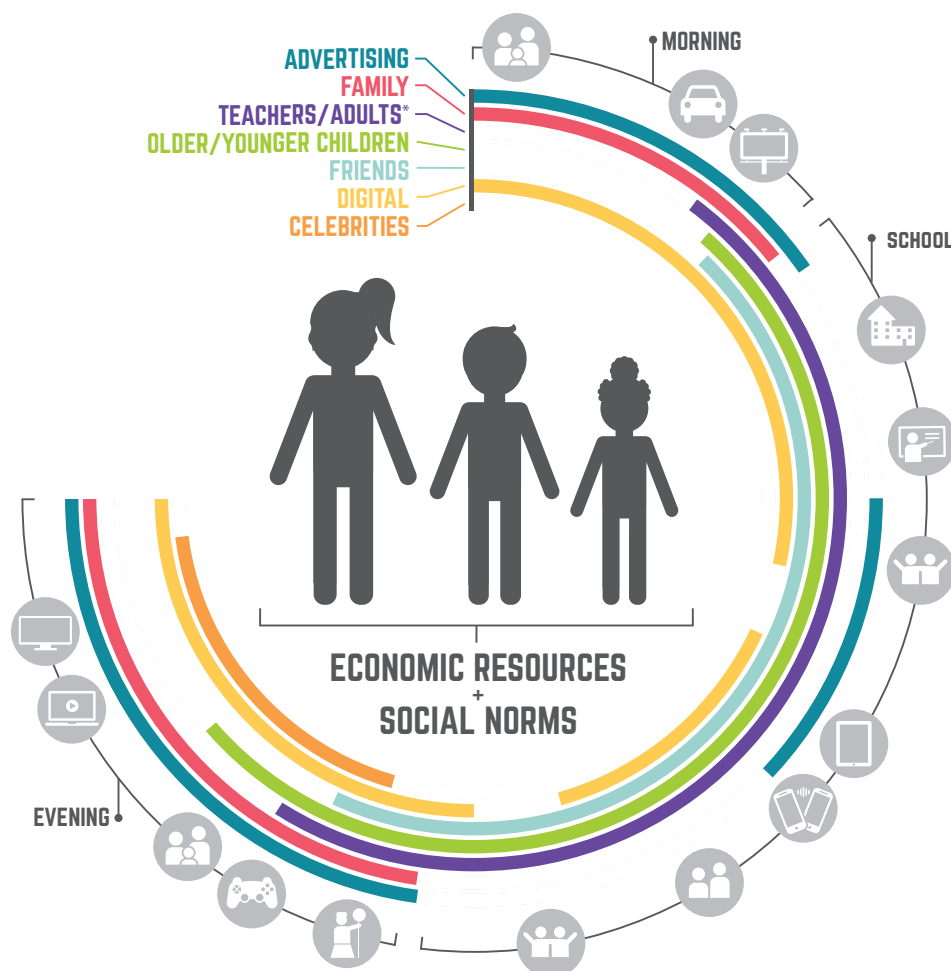 MORNING
ADVERTISING
FAMILY
TEACHERS/ADULTS*
OLDER/YOUNGER CHILDREN
FRIENDS
DIGITAL
CELEBRITIES
SCHOOL
ECONOMIC RESOURCES
+
SOCIAL NORMS
EVENING